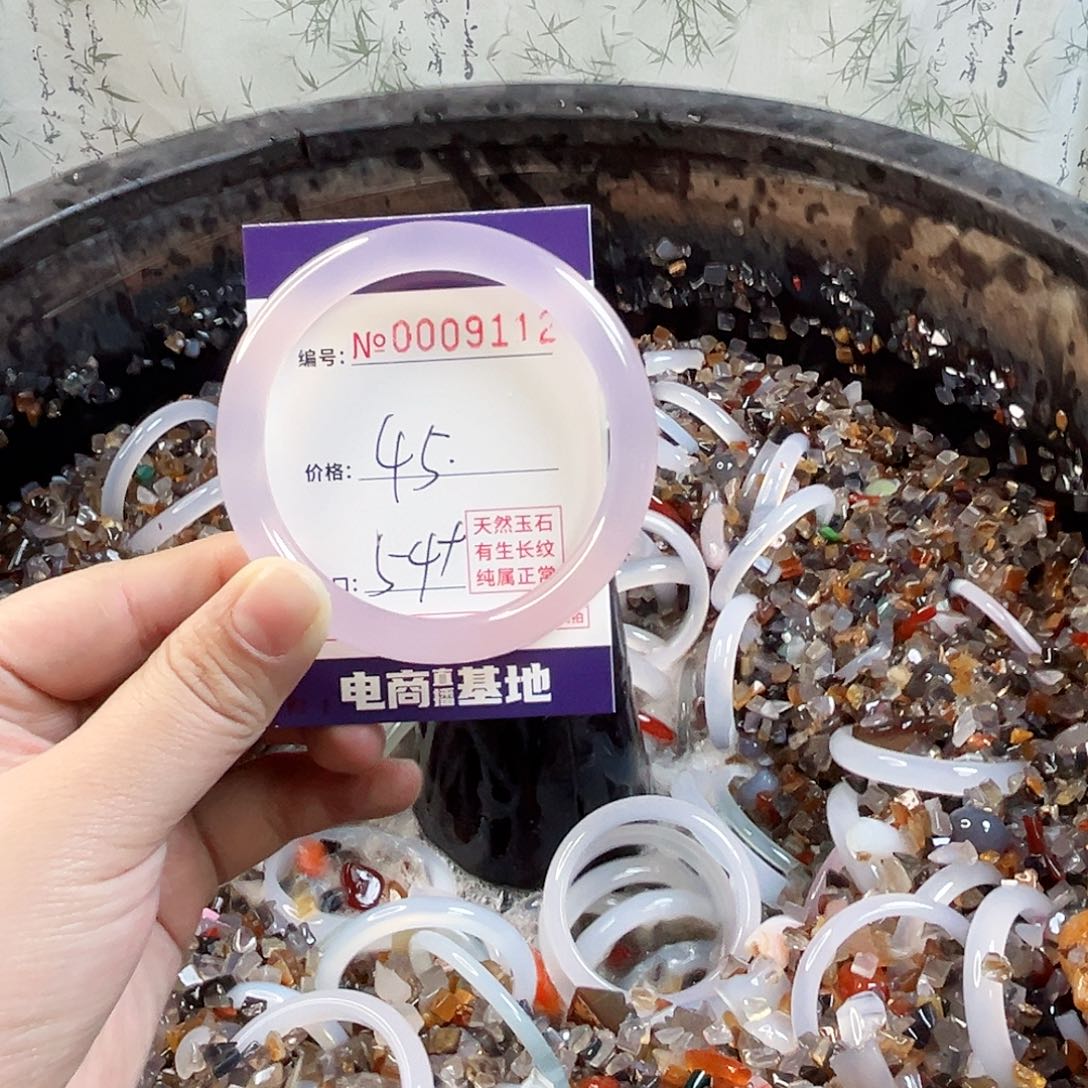 编号: №0009112
价格: 45.
口: 54+
天然玉石
有生长纹
纯属正常
电商直播基地